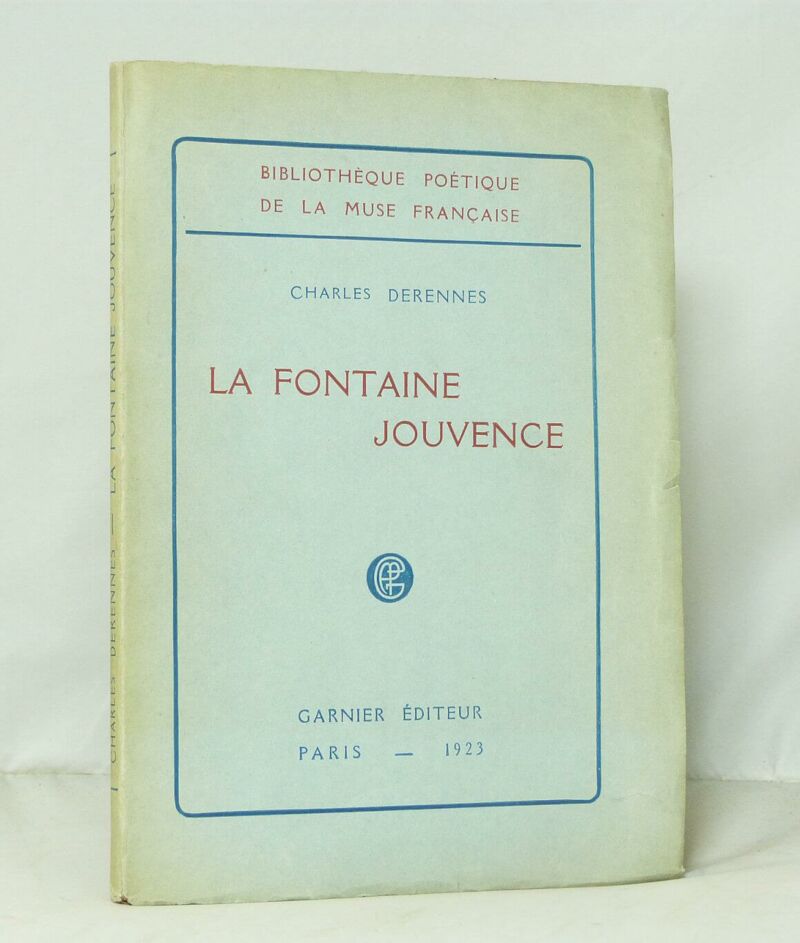 BIBLIOTHÈQUE POÉTIQUE
DE LA MUSE FRANÇAISE
CHARLES DERENNES
LA FONTAINE
JOUVENCE
GARNIER ÉDITEUR
PARIS — 1923
CHARLES DERENNES — LA FONTAINE JOUVENCE